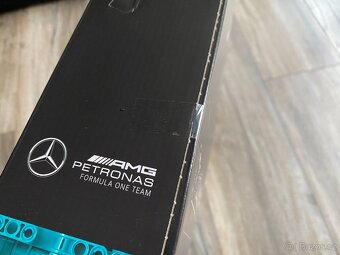 AMG
PETRONAS
FORMULA ONE TEAM